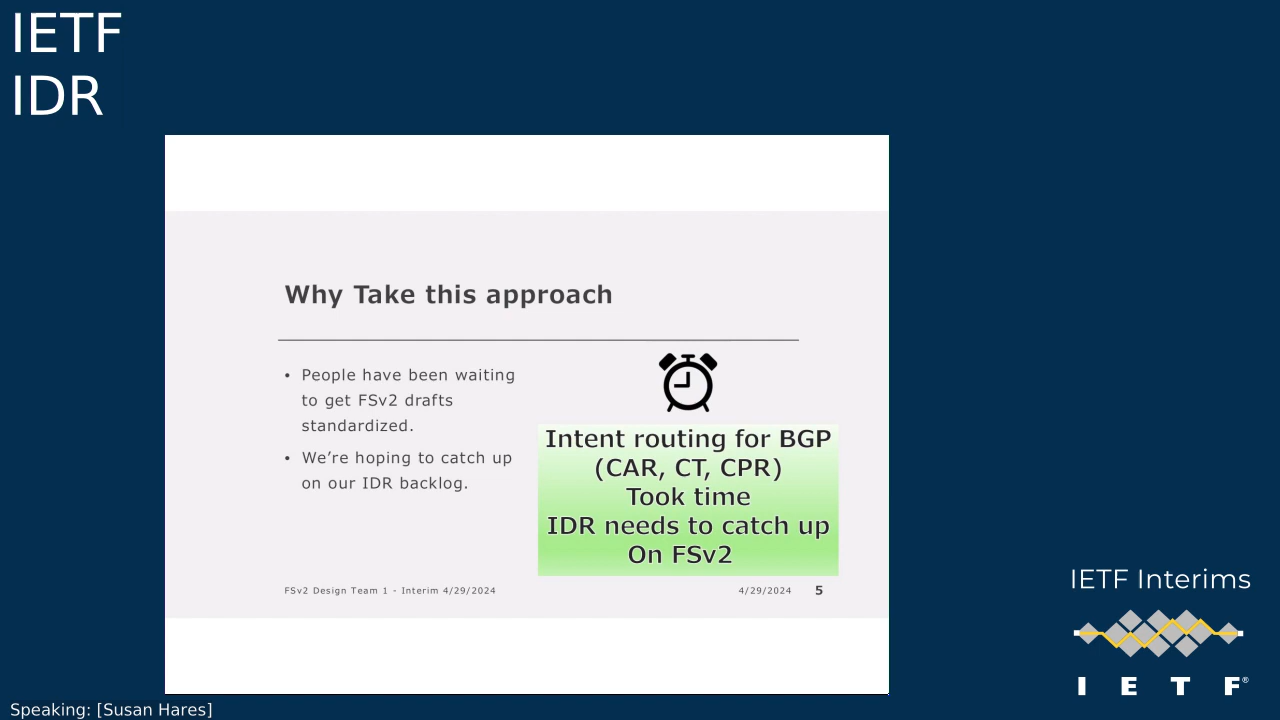 IETF
IDR
Why Take this approach
• People have been waiting
to get FSv2 drafts
standardized.
• We’re hoping to catch up
on our IDR backlog.
Intent routing for BGP
(CAR, CT, CPR)
Took time
IDR needs to catch up
On FSv2
FSv2 Design Team 1 - Interim 4/29/2024
4/29/2024
5
IETF Interims
I E T F®
Speaking: [Susan Hares]